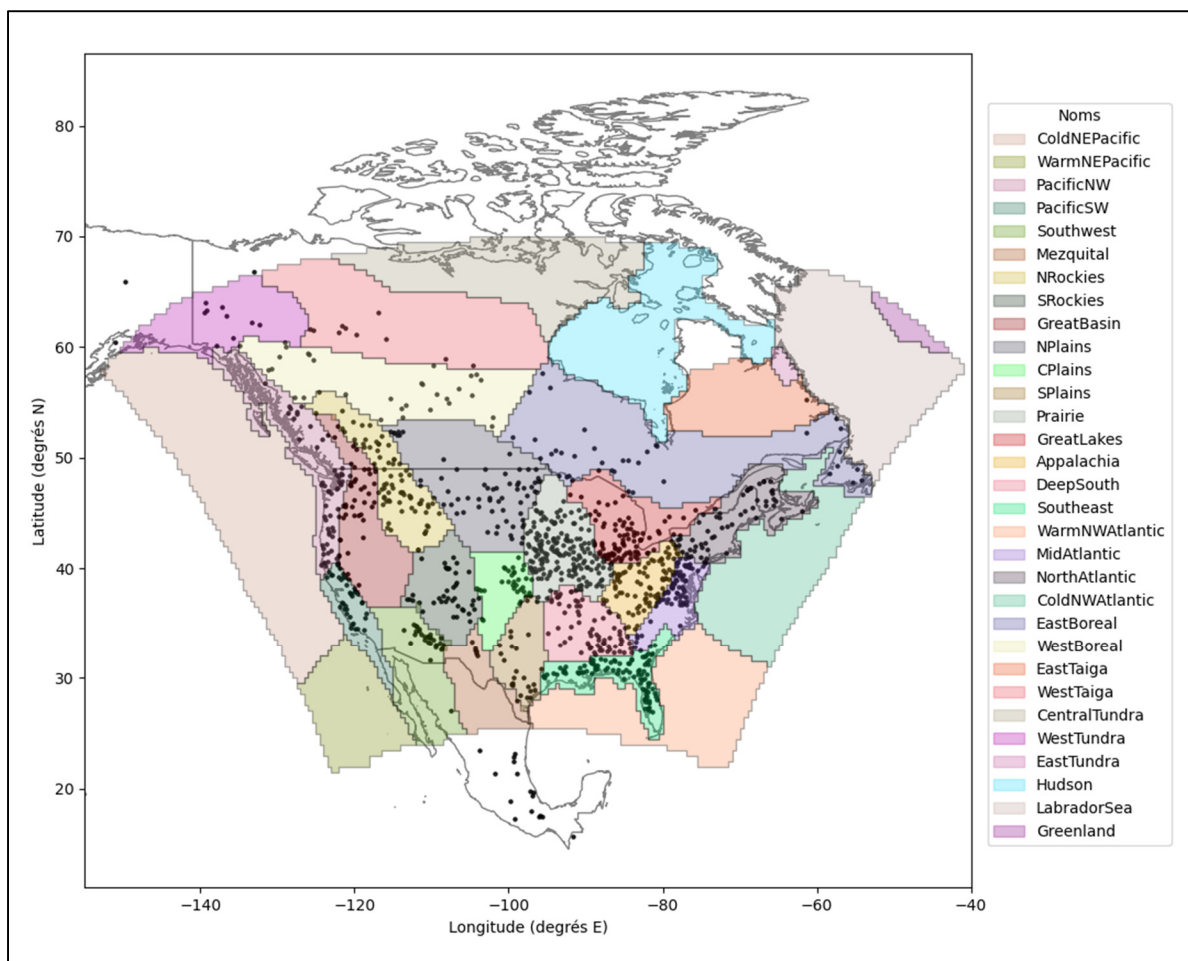 80
70
60
50
40
30
20
−140
−120
−100
−80
−60
−40
Latitude (degrés N)
Longitude (degrés E)
Noms
ColdNEPacific
WarmNEPacific
PacificNW
PacificSW
Southwest
Mezquital
NRockies
SRockies
GreatBasin
NPlains
CPlains
SPlains
Prairie
GreatLakes
Appalachia
DeepSouth
Southeast
WarmNWAtlantic
MidAtlantic
NorthAtlantic
ColdNWAtlantic
EastBoreal
WestBoreal
EastTaiga
WestTaiga
CentralTundra
WestTundra
EastTundra
Hudson
LabradorSea
Greenland